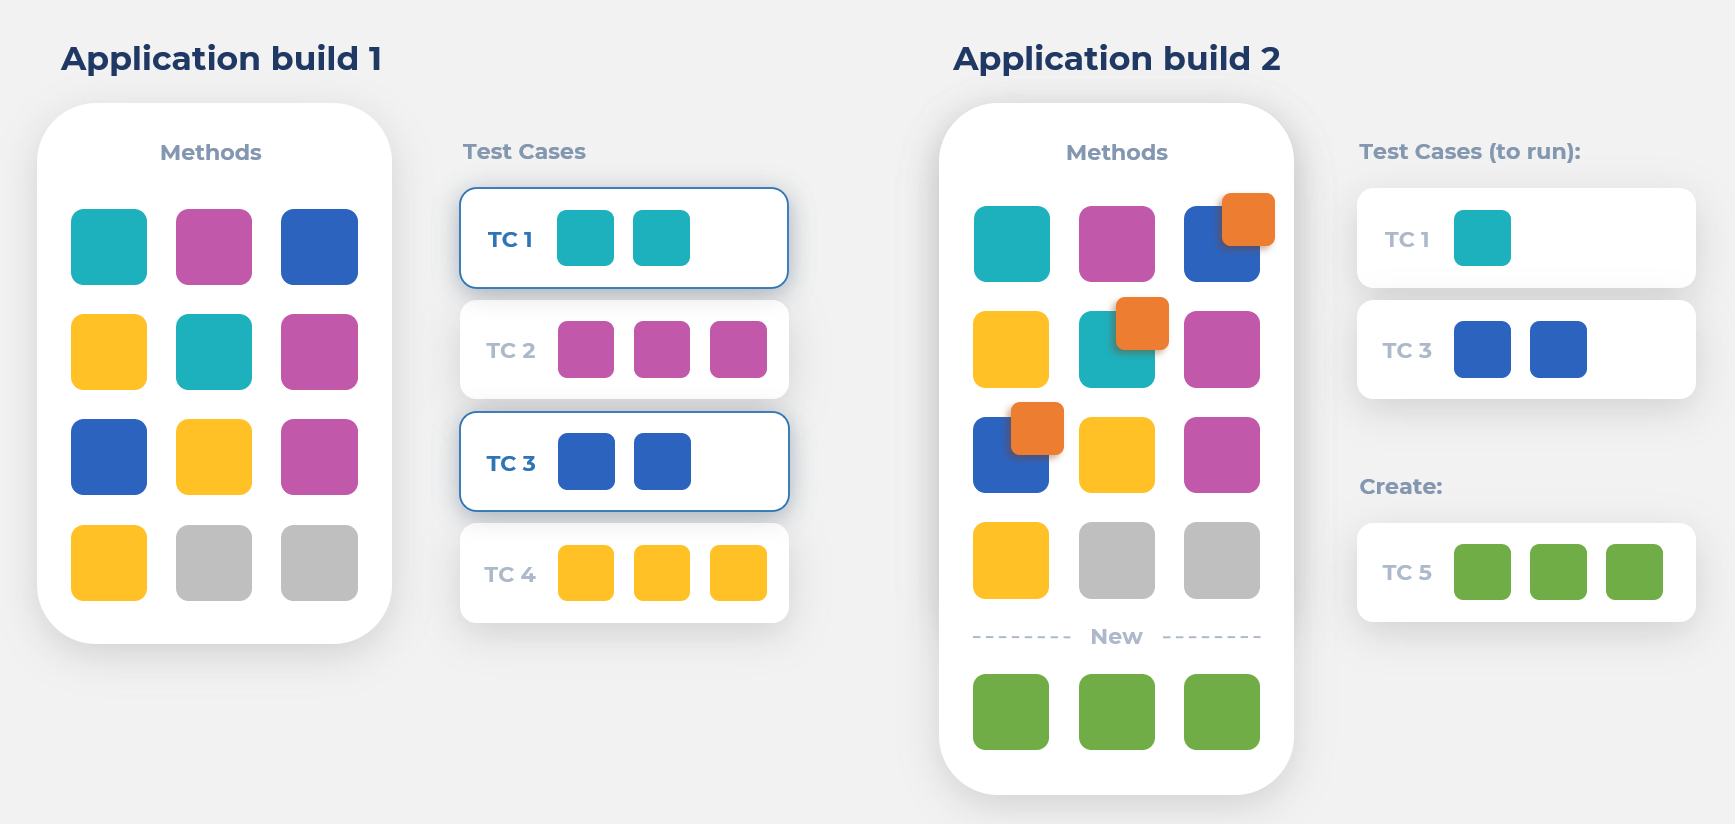 Application build 1
Methods
Test Cases
TC 1
TC 2
TC 3
TC 4
Application build 2
Methods
New
Test Cases (to run):
TC 1
TC 3
Create:
TC 5